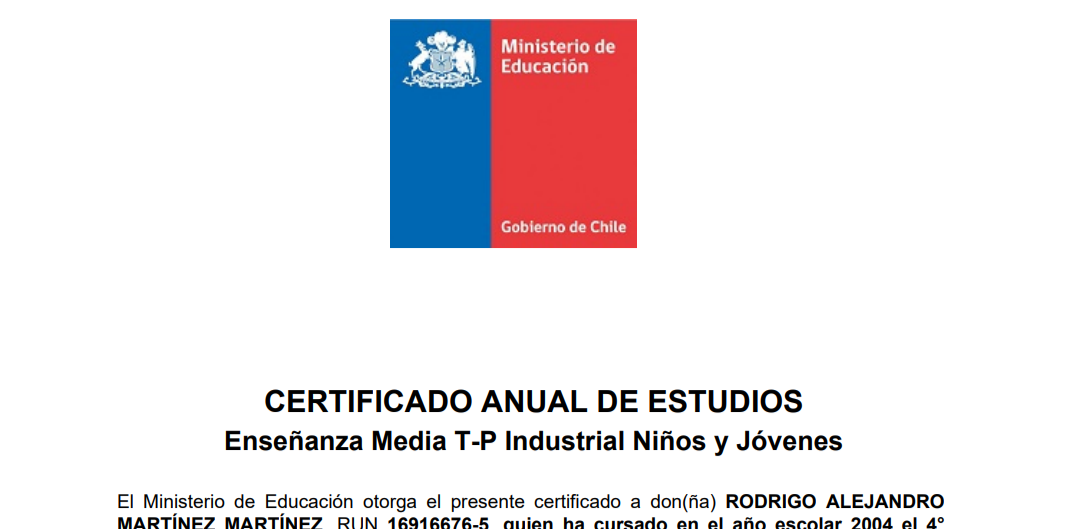 Ministerio de
Educación
Gobierno de Chile
CERTIFICADO ANUAL DE ESTUDIOS
Enseñanza Media T-P Industrial Niños y Jóvenes
El Ministerio de Educación otorga el presente certificado a don(ña) RODRIGO ALEJANDRO
MARTÍNEZ MARTÍNEZ, RUN 16916676-5, quien ha cursado en el año escolar 2004 el 4°